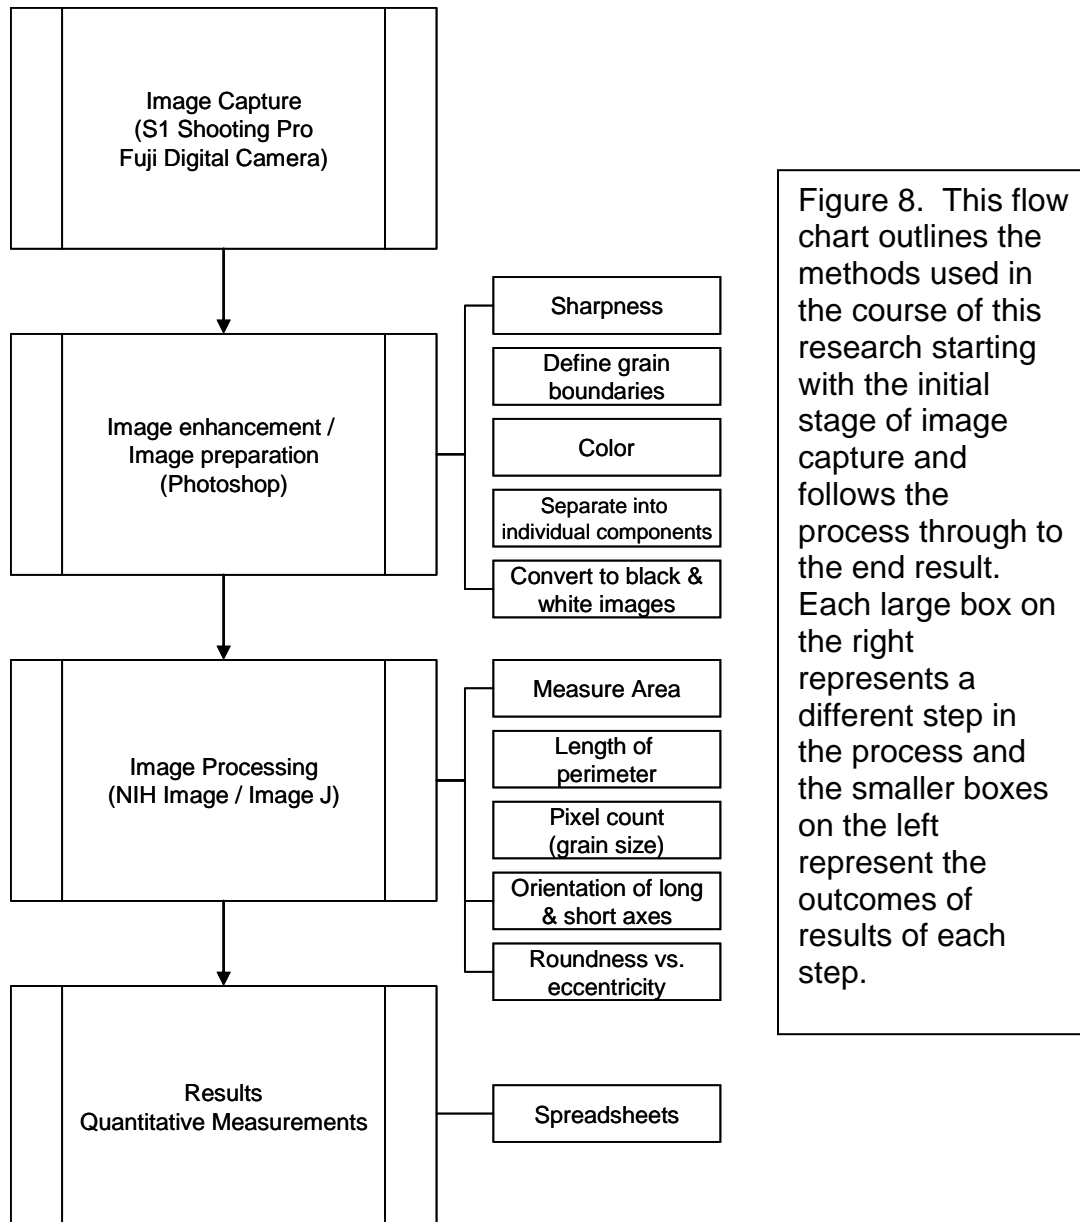 Image Capture
(S1 Shooting Pro
Fuji Digital Camera)
Image enhancement /
Image preparation
(Photoshop)
Sharpness
Define grain
boundaries
Color
Separate into
individual components
Convert to black &
white images
Image Processing
(NIH Image / Image J)
Measure Area
Length of
perimeter
Pixel count
(grain size)
Orientation of long
& short axes
Roundness vs.
eccentricity
Results
Quantitative Measurements
Spreadsheets
Figure 8.  This flow
chart outlines the
methods used in
the course of this
research starting
with the initial
stage of image
capture and
follows the
process through to
the end result.
Each large box on
the right
represents a
different step in
the process and
the smaller boxes
on the left
represent the
outcomes of
results of each
step.